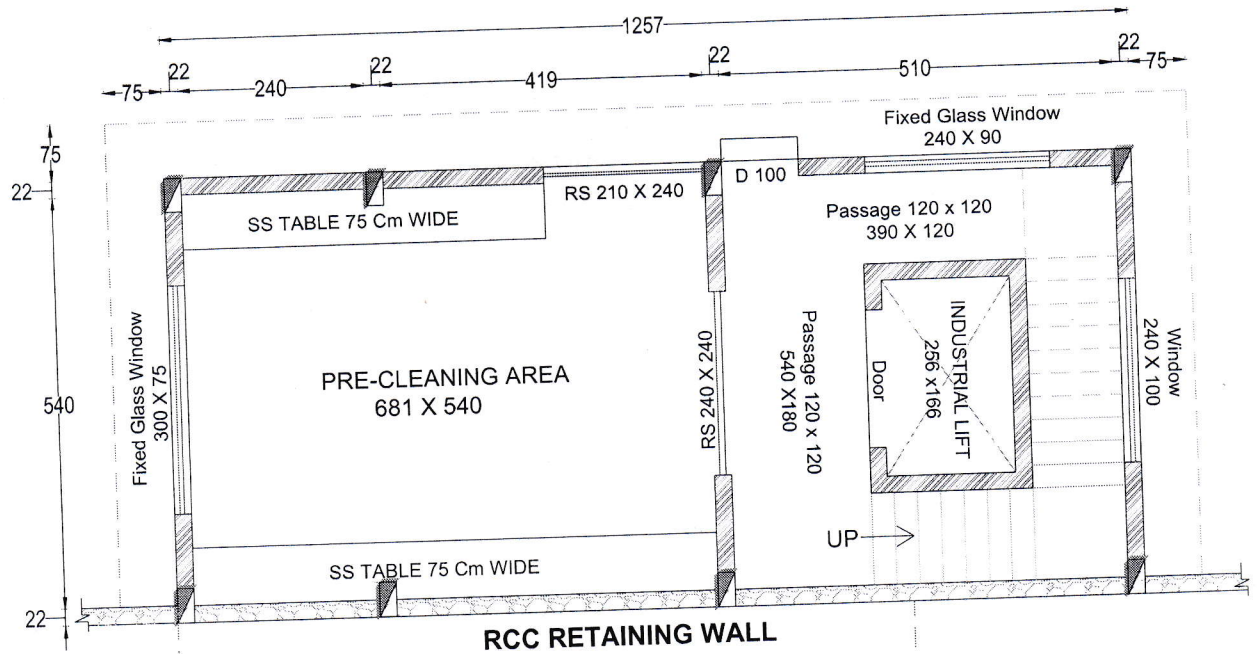 1257
22
22
22
22
75
240
419
510
75
Fixed Glass Window
240 X 90
75
22
RS 210 X 240
D 100
SS TABLE 75 Cm WIDE
Passage 120 x 120
390 X 120
Fixed Glass Window
300 X 75
540
PRE-CLEANING AREA
681 X 540
RS 240 X 240
Passage 120 x 120
540 X180
Door
INDUSTRIAL LIFT
256 x166
Window
240 X 100
UP
SS TABLE 75 Cm WIDE
22
RCC RETAINING WALL